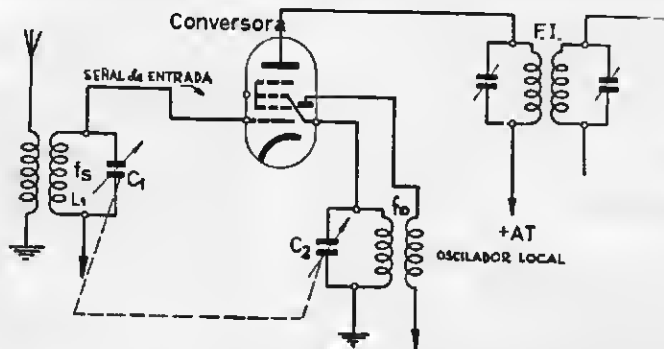 Conversora
F.I.
SEÑAL de ENTRADA
fs
L1
C1
fo
C2
+AT
OSCILADOR LOCAL